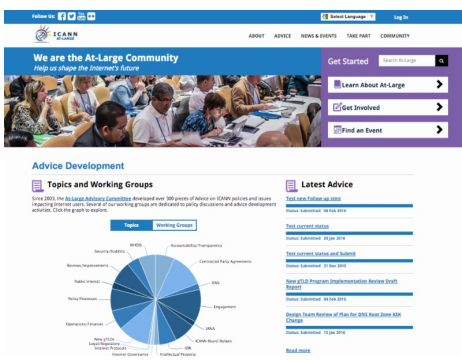 Follow Us:
Select Language
Log In
ICANN
AT-LARGE
ABOUT ADVICE NEWS & EVENTS TAKE PART COMMUNITY
We are the At-Large Community
Help us shape the Internet's future
Get Started
Search At-Large
Learn About At-Large
Get Involved
Find an Event
Advice Development
Topics and Working Groups
Since 2003, the At-Large Advisory Committee developed over 300 pieces of Advice on ICANN policies and issues
impacting Internet users. Several of our working groups are dedicated to policy discussions and advice development
activities. Click the graph to explore.
Topics Working Groups
WHOIS
Accountability/Transparency
Security/Stability
Contracted Party Agreements
Reviews/Improvements
Public Interest
DNS
Policy Processes
Engagement
Operations/Finances
IANA
New gTLDs
ICANN Board/Bylaws
Legal/Regulatory
Internet Protocols
IDN
Internet Governance
Intellectual Property
Latest Advice
Test new Follow up stmt
Status: Submitted 04 Feb 2016
Test current status
Status: Submitted 20 Jan 2016
Test current status and Submit
Status: Submitted 21 Dec 2015
New gTLD Program Implementation Review Draft
Report
Status: Submitted 04 Feb 2016
Design Team Review of Plan for DNS Root Zone KSK
Change
Status: Submitted 15 Jan 2016
Read more